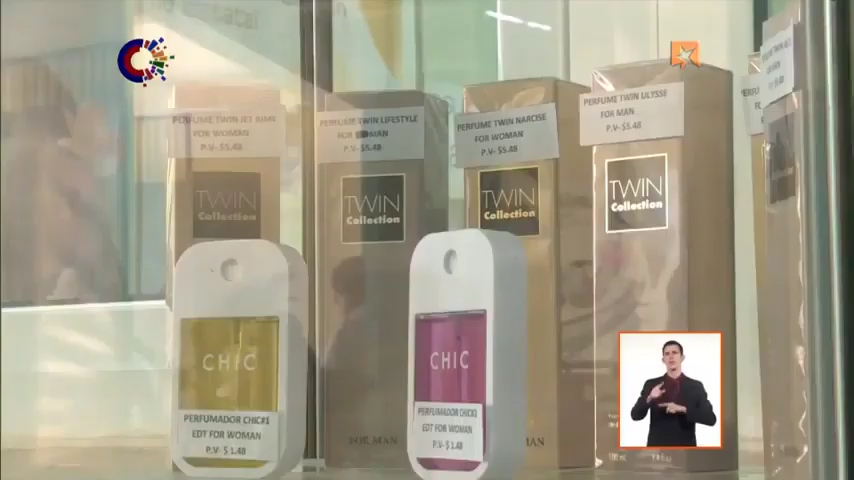 PERFUME TWIN JET
FOR WOMAN
P.V- $5.48
TWIN
Collection
PERFUME TWIN LIFESTYLE
FOR
P.V- $5.48
TWIN
Collection
FOR MAN
PERFUME TWIN NARCISE
FOR WOMAN
P.V- $5.48
TWIN
Collection
MAN
PERFUME TWIN ULYSSE
FOR MAN
P.V- $5.48
TWIN
Collection
CHIC
PERFUMADOR CHIC#1
EDT FOR WOMAN
P.V- $ 1.48
CHIC
PERFUMADOR CHIC#3
EDT FOR WOMAN
P.V- $ 1.48